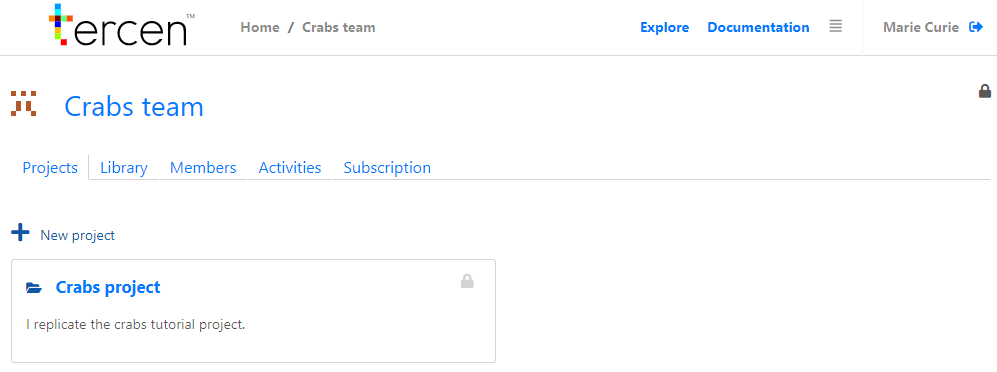 tercen™
Home / Crabs team
Explore Documentation
Marie Curie
Crabs team
Projects Library Members Activities Subscription
New project
Crabs project
I replicate the crabs tutorial project.